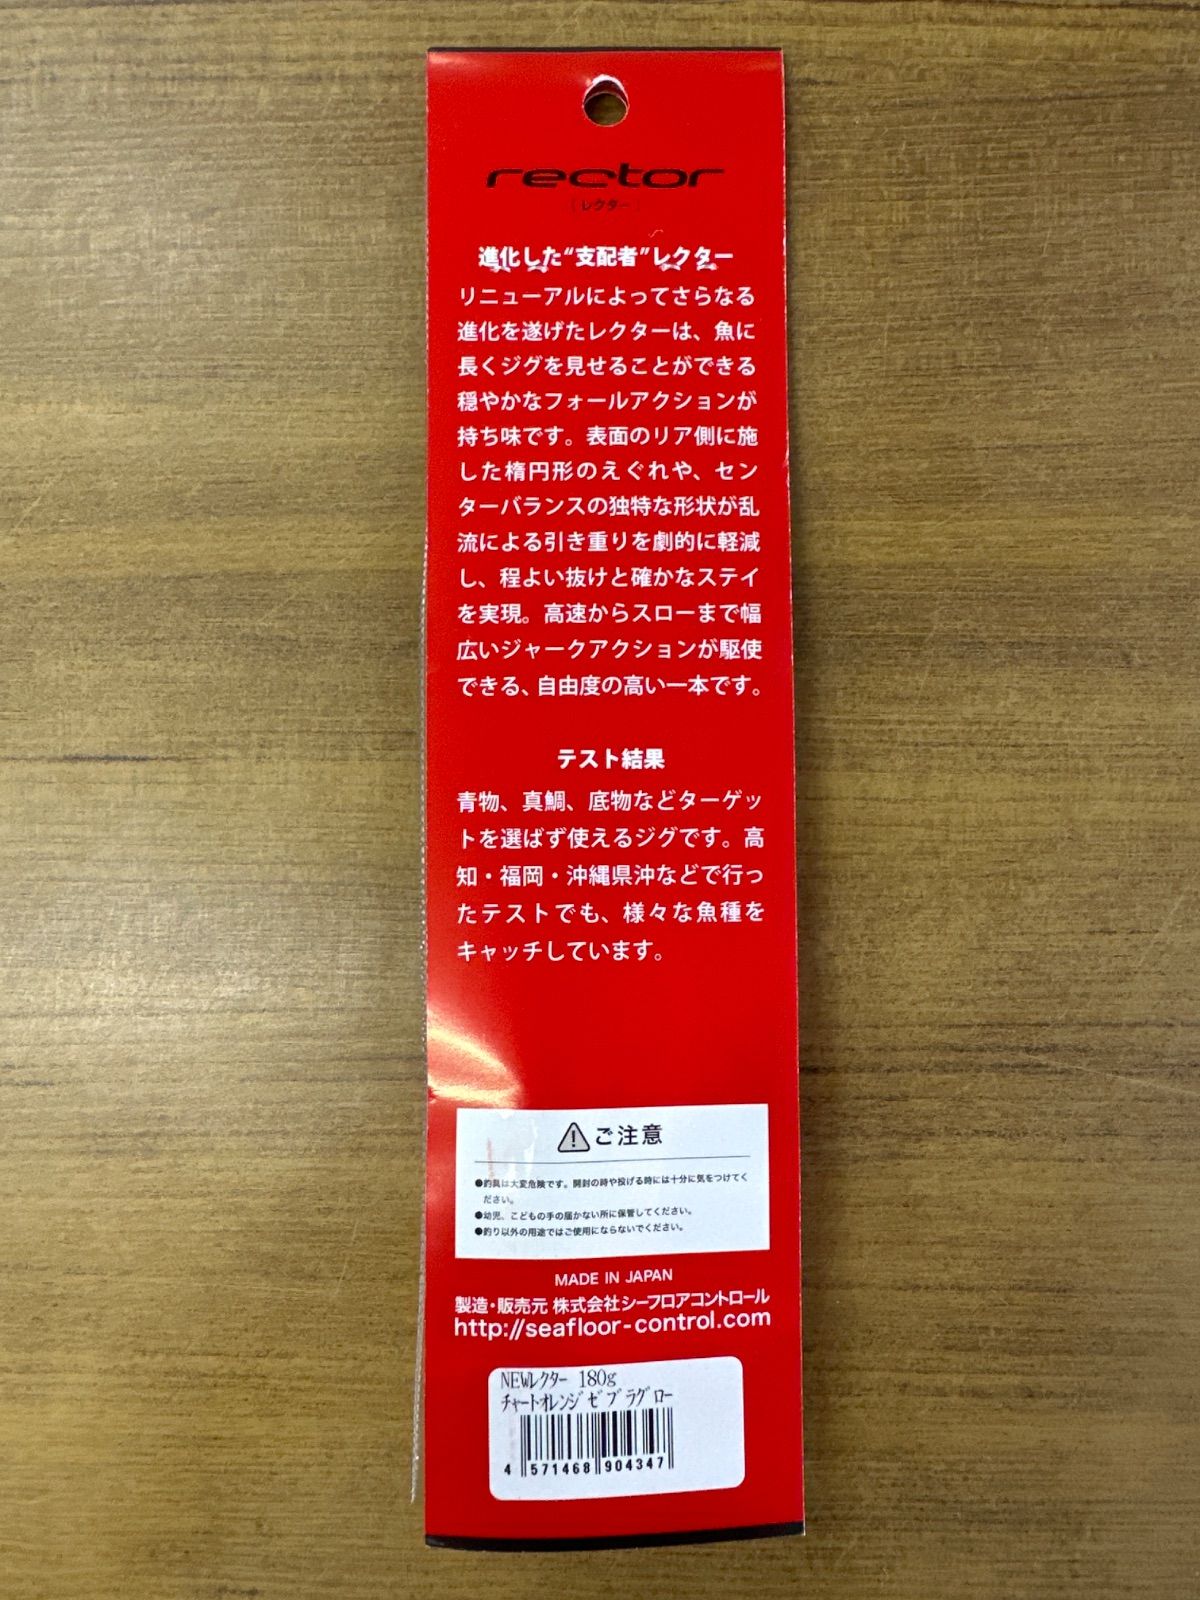 rector
[ レクター ]
進化した“支配者”レクター
リニューアルによってさらなる
進化を遂げたレクターは、魚に
長くジグを見せることができる
穏やかなフォールアクションが
持ち味です。表面のリア側に施
した楕円形のえぐれや、セン
ターバランスの独特な形状が乱
流による引き重りを劇的に軽減
し、程よい抜けと確かなステイ
を実現。高速からスローまで幅
広いジャークアクションが駆使
できる、自由度の高い一本です。
テスト結果
青物、真鯛、底物などターゲッ
トを選ばず使えるジグです。高
知・福岡・沖縄県沖などで行っ
たテストでも、様々な魚種を
キャッチしています。
ご注意
●釣具は大変危険です。開封の時や投げる時には十分に気をつけてく
ださい。
●幼児、こどもの手の届かない所に保管してください。
●釣り以外の用途ではご使用にならないでください。
MADE IN JAPAN
製造・販売元 株式会社シーフロアコントロール
http://seafloor-control.com
NEWレクター 180g
チャートオレンジゼブラグロー
4 571468 904347